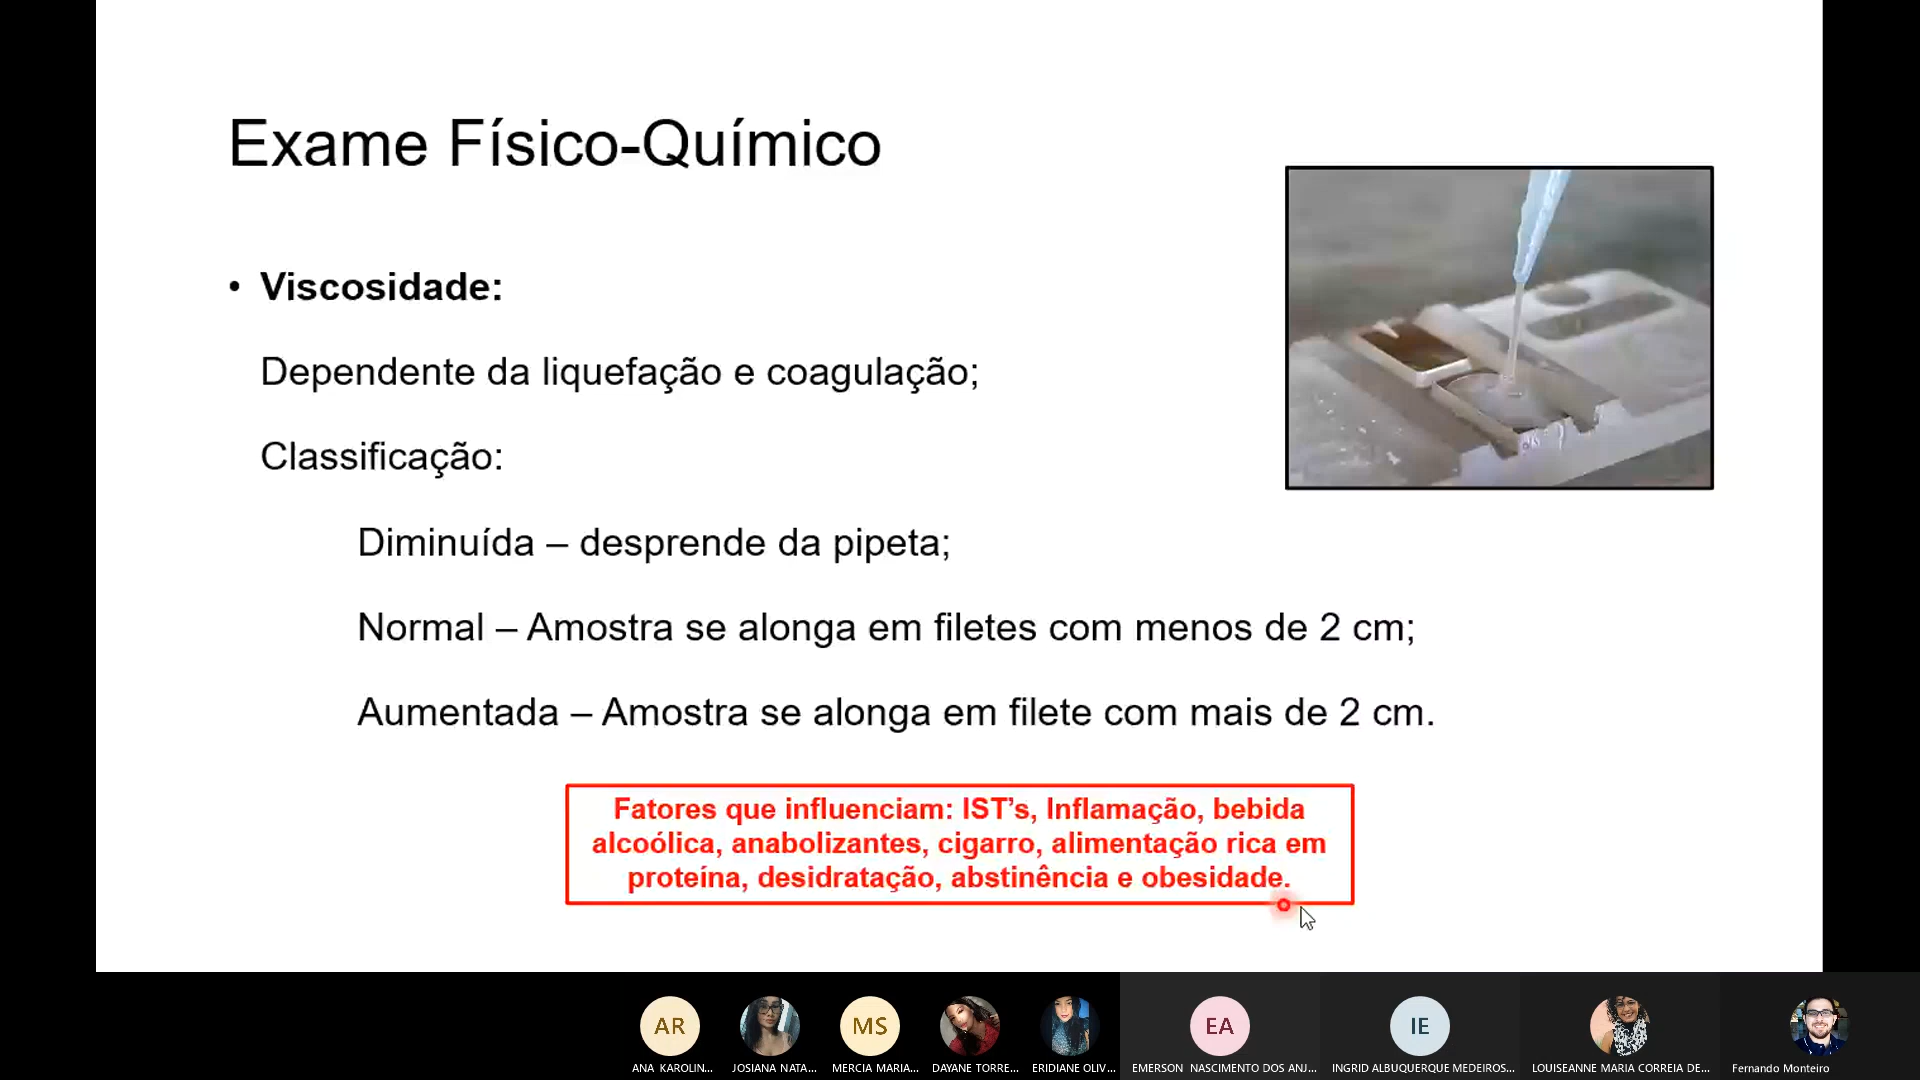 Exame Físico-Químico
• Viscosidade:
Dependente da liquefação e coagulação;
Classificação:
Diminuída – desprende da pipeta;
Normal – Amostra se alonga em filetes com menos de 2 cm;
Aumentada – Amostra se alonga em filete com mais de 2 cm.
Fatores que influenciam: IST’s, Inflamação, bebida
alcoólica, anabolizantes, cigarro, alimentação rica em
proteína, desidratação, abstinência e obesidade.
AR MS EA IE
ANA KAROLIN... JOSIANA NATA... MERCIA MARIA... DAYANE TORRE... ERIDIANE OLIV... EMERSON NASCIMENTO DOS ANJ... INGRID ALBUQUERQUE MEDEIROS... LOUISEANNE MARIA CORREIA DE... Fernando Monteiro